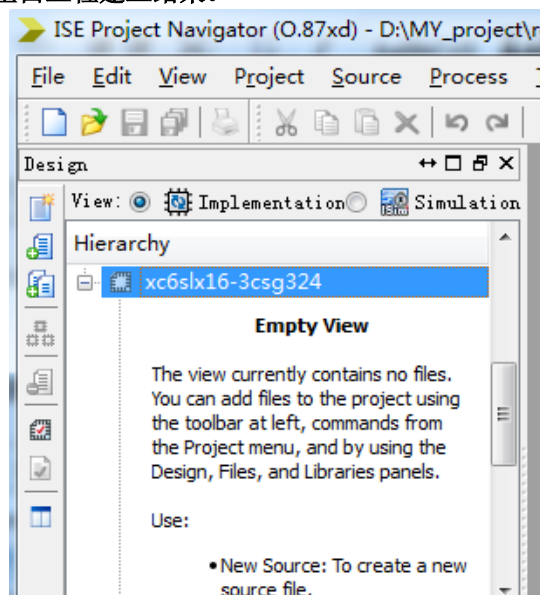 ISE Project Navigator (O.87xd) - D:\MY_project\r
File Edit View Project Source Process
Design
View: Implementation Simulation
Hierarchy
xc6slx16-3csg324
Empty View
The view currently contains no files.
You can add files to the project using
the toolbar at left, commands from
the Project menu, and by using the
Design, Files, and Libraries panels.
Use:
•New Source: To create a new
source file.